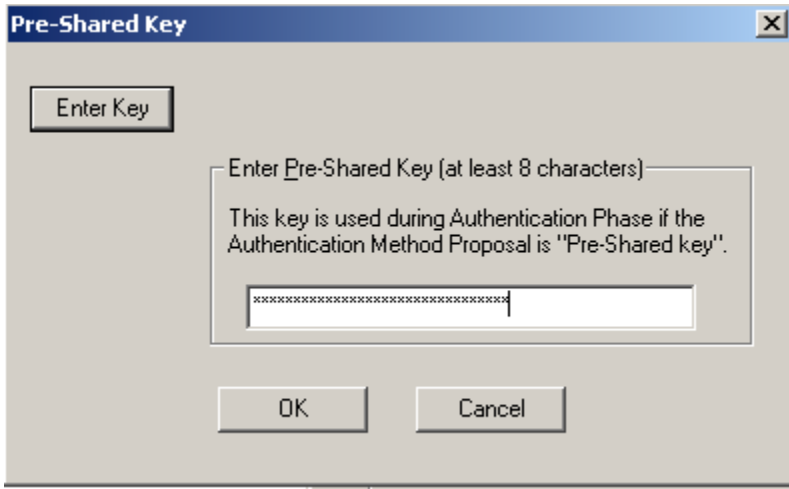 Pre-Shared Key
Enter Key
Enter Pre-Shared Key (at least 8 characters)
This key is used during Authentication Phase if the
Authentication Method Proposal is "Pre-Shared key".
xxxxxxxxxxxxxxxxxxxxxxxxxxxxxxxx
OK Cancel